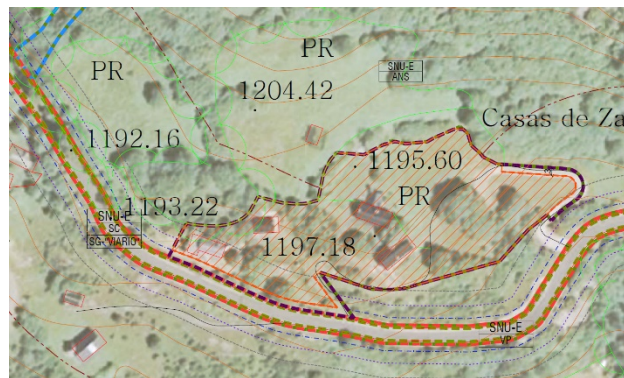 PR
PR
SNU-E
ANS
1204.42
Casas de Za
1192.16
1195.60
PR
1193.22
SNU-E
SC
SG-"VIARIO"
1197.18
SNU-E
VP